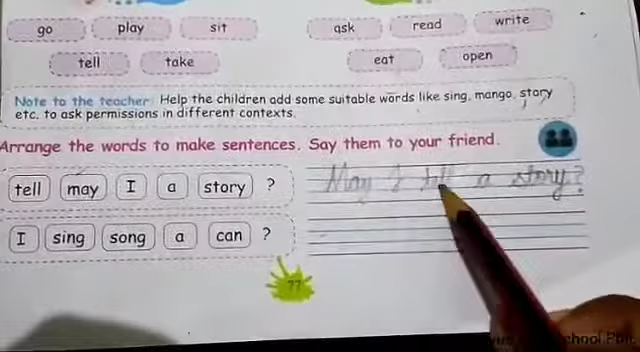 go play sit ask read write
tell take eat open
Note to the teacher: Help the children add some suitable words like sing, mango, story
etc. to ask permissions in different contexts.
Arrange the words to make sentences. Say them to your friend.
tell may I a story ? May I tell a story?
I sing song a can ?
77
chool.Pbn